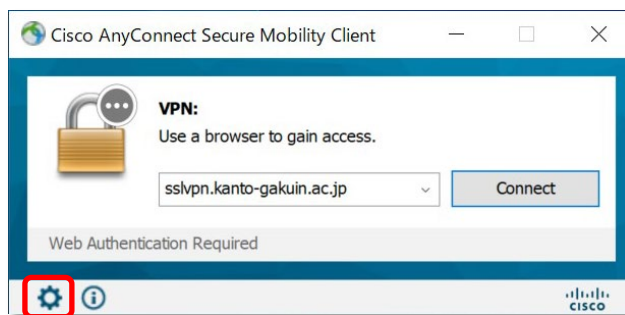 Cisco AnyConnect Secure Mobility Client
VPN:
Use a browser to gain access.
sslvpn.kanto-gakuin.ac.jp
Connect
Web Authentication Required
CISCO